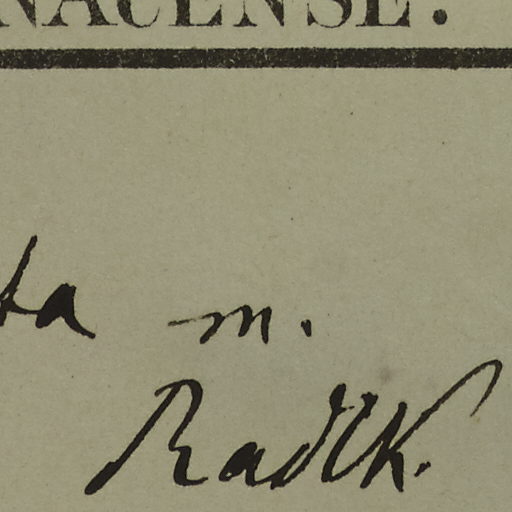 NACENSE.
ta m.
Radlk.